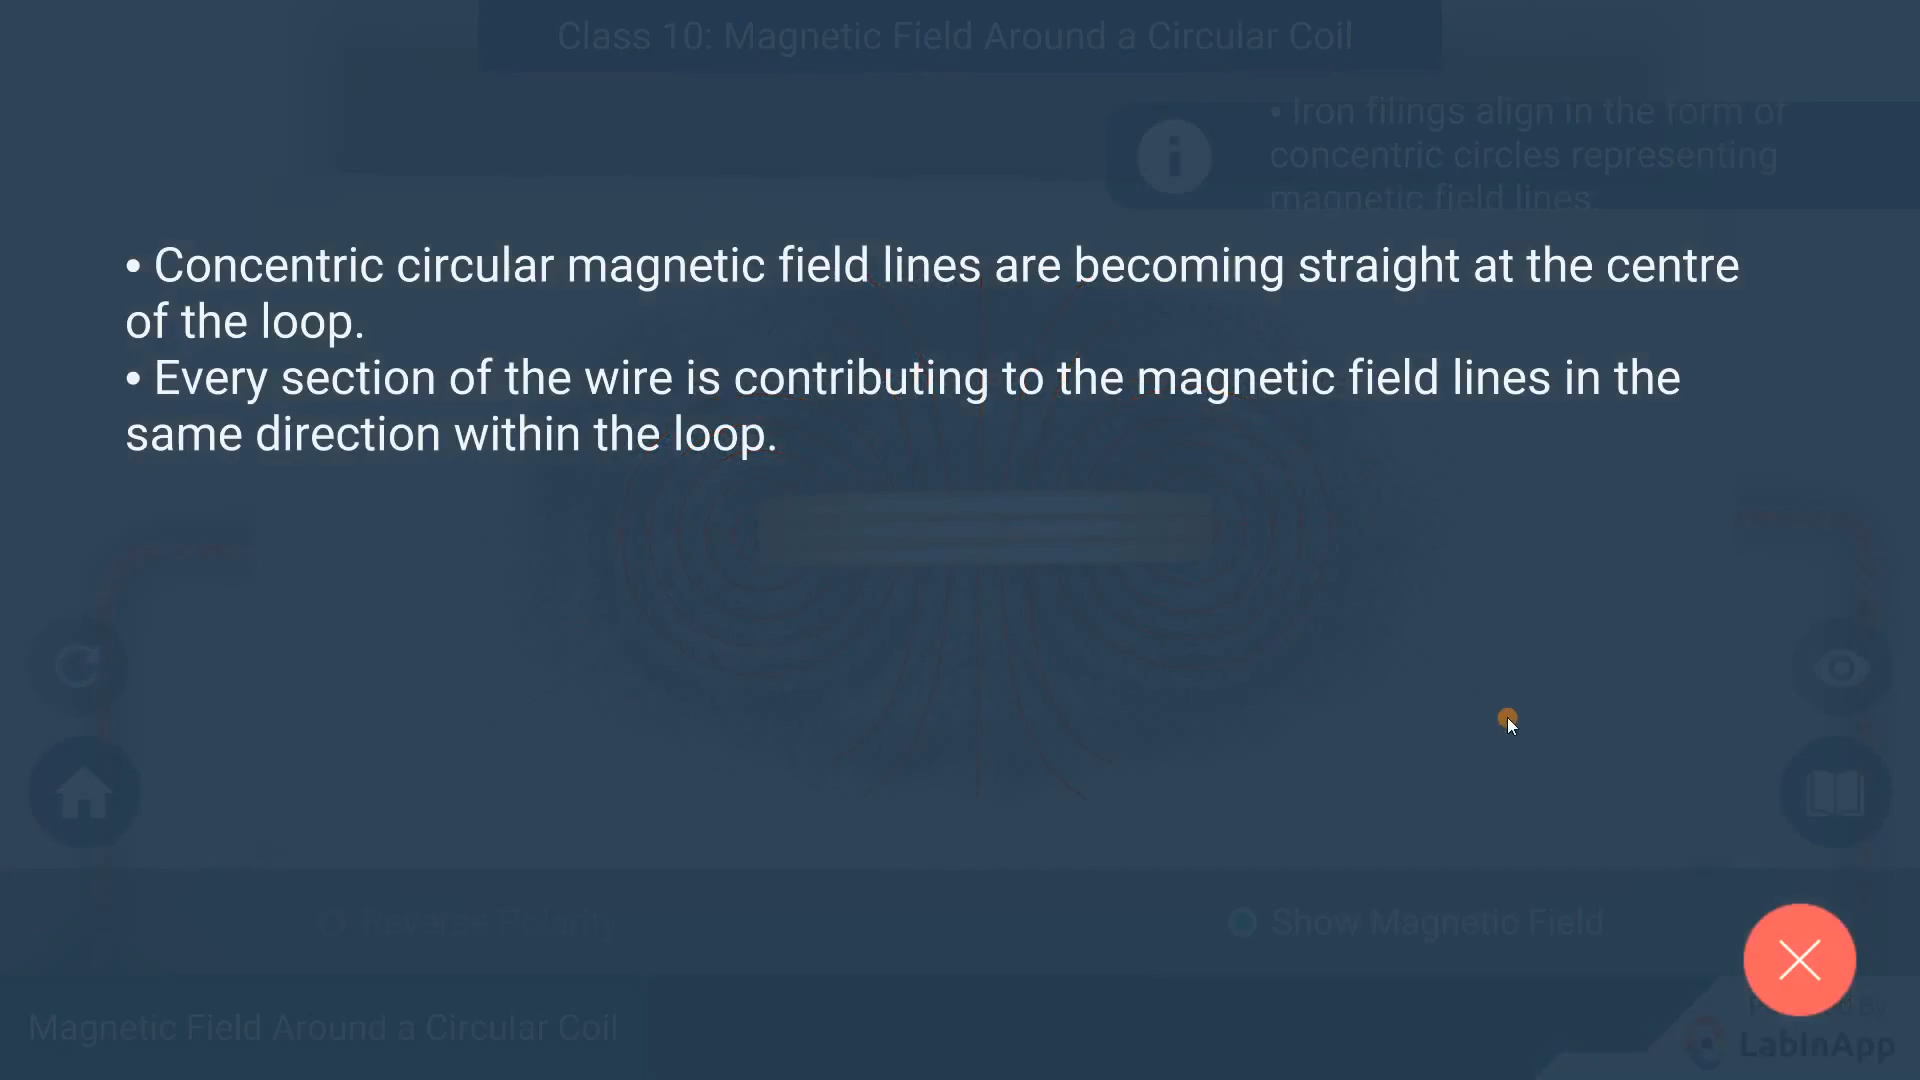 Class 10: Magnetic Field Around a Circular Coil
• Iron filings align in the form of
concentric circles representing
magnetic field lines.
• Concentric circular magnetic field lines are becoming straight at the centre
of the loop.
• Every section of the wire is contributing to the magnetic field lines in the
same direction within the loop.
Reverse Polarity
Show Magnetic Field
Magnetic Field Around a Circular Coil
Powered By
LabInApp